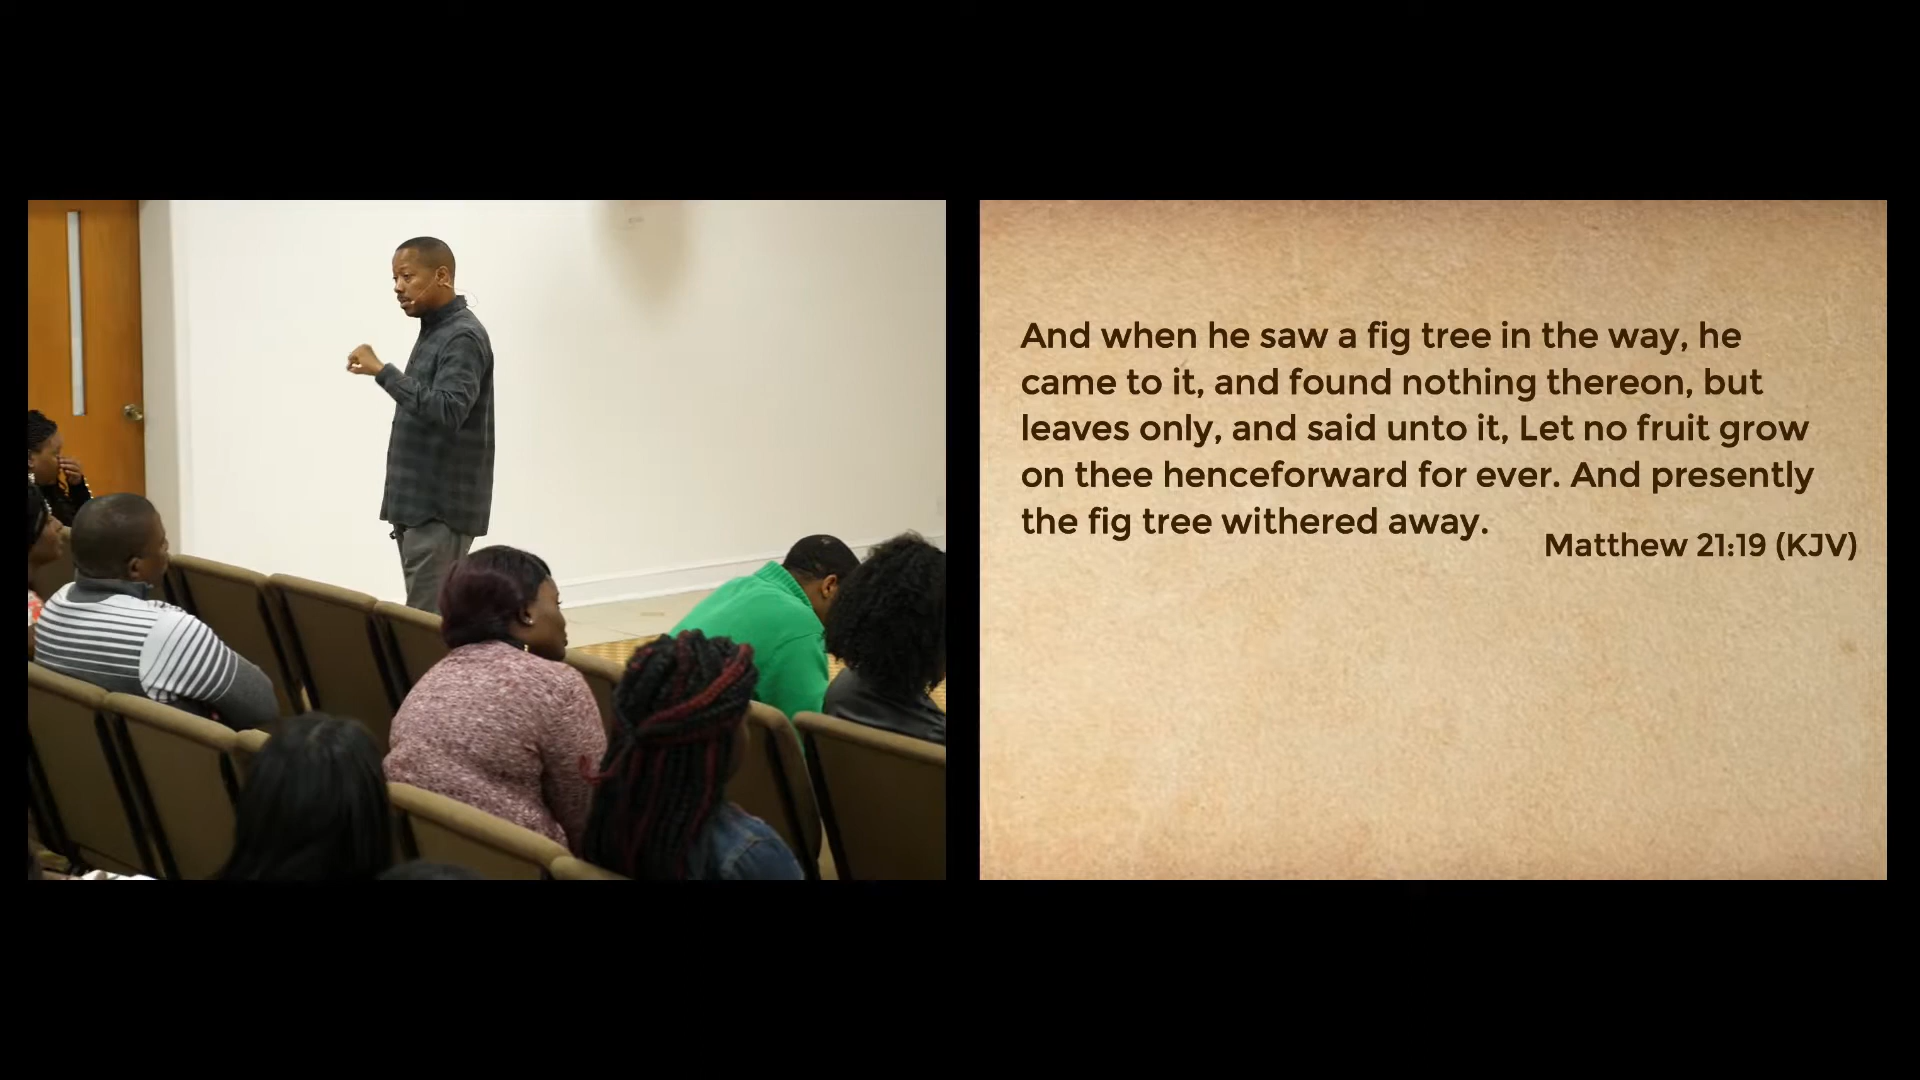 And when he saw a fig tree in the way, he
came to it, and found nothing thereon, but
leaves only, and said unto it, Let no fruit grow
on thee henceforward for ever. And presently
the fig tree withered away.
Matthew 21:19 (KJV)